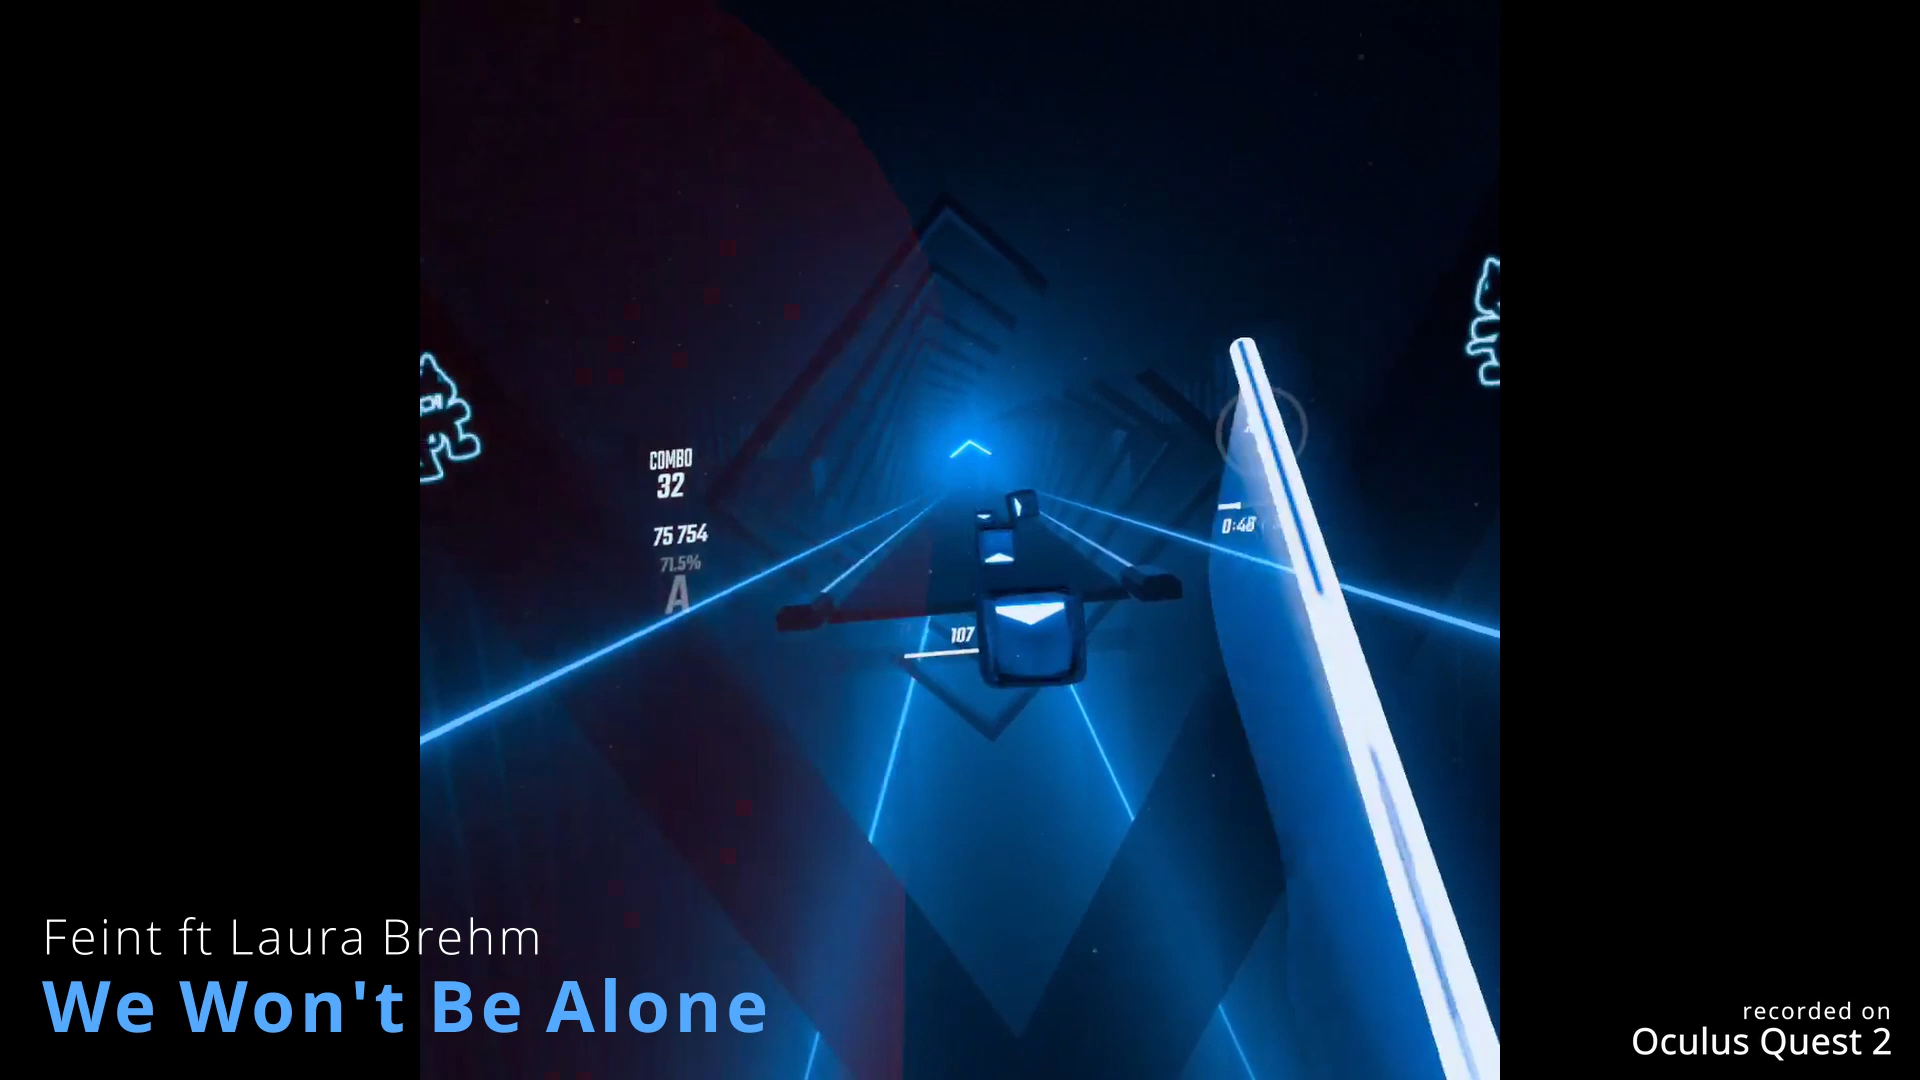 COMBO
32
75 754
71.5%
A
0:48
107
Feint ft Laura Brehm
We Won't Be Alone
recorded on
Oculus Quest 2